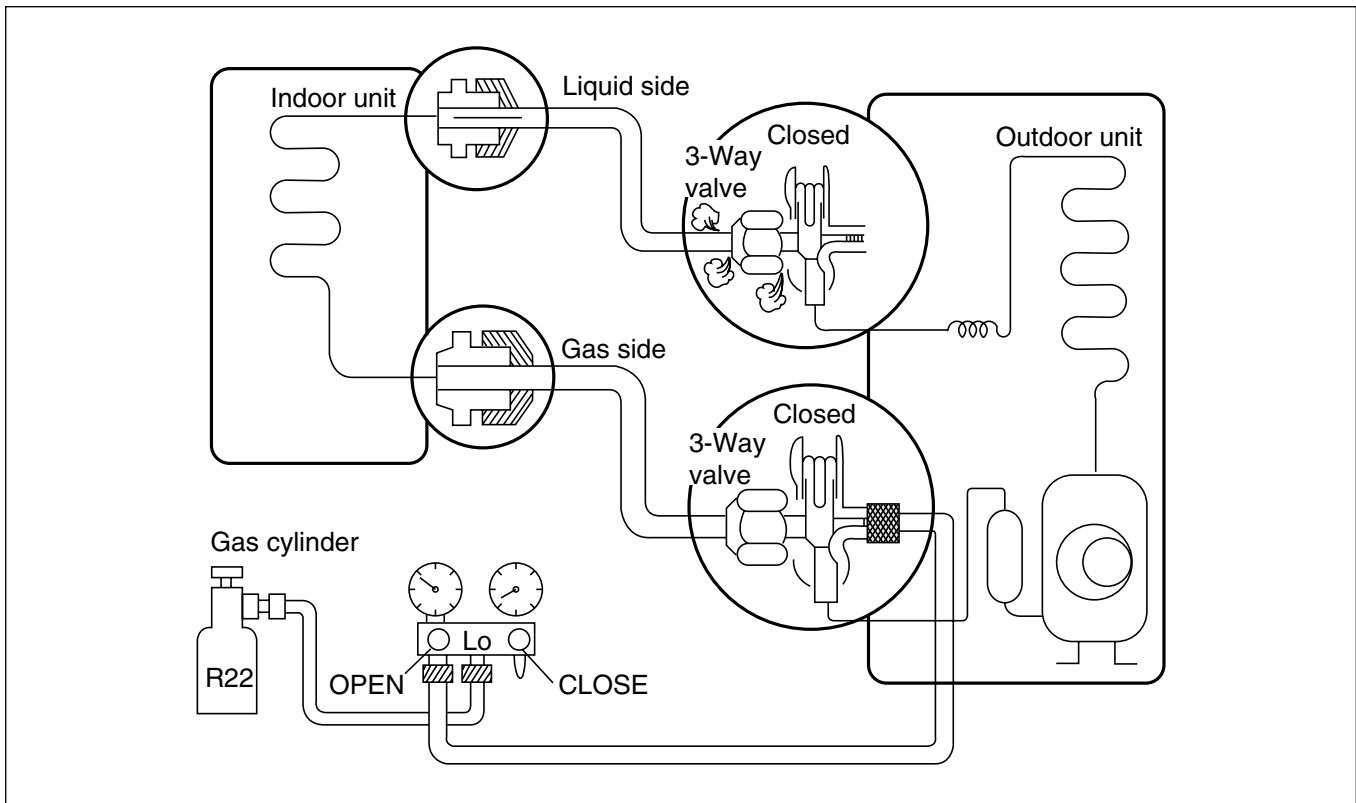 Indoor unit
Liquid side
Closed
3-Way
valve
Outdoor unit
Gas side
Closed
3-Way
valve
Gas cylinder
R22
Lo
OPEN
CLOSE